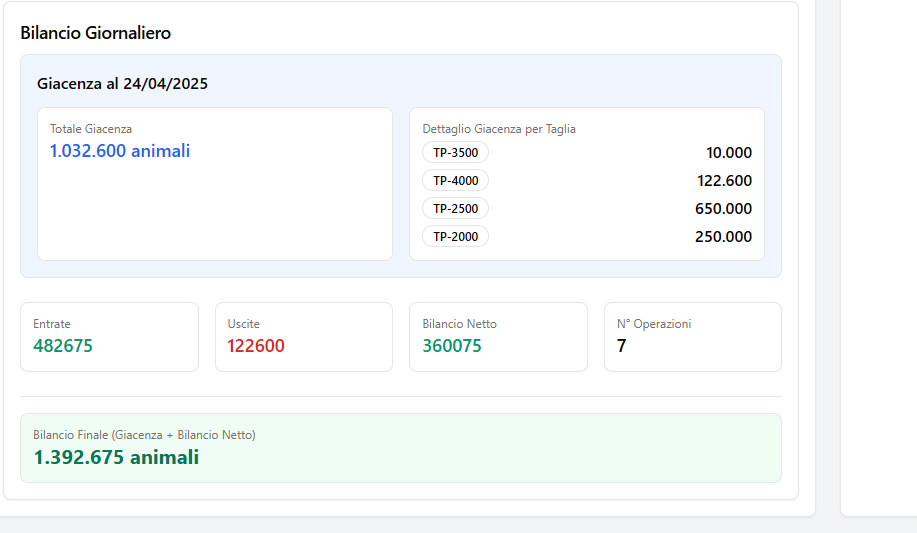 Bilancio Giornaliero
Giacenza al 24/04/2025
Totale Giacenza
1.032.600 animali
Dettaglio Giacenza per Taglia
TP-3500 10.000
TP-4000 122.600
TP-2500 650.000
TP-2000 250.000
Entrate
482675
Uscite
122600
Bilancio Netto
360075
N° Operazioni
7
Bilancio Finale (Giacenza + Bilancio Netto)
1.392.675 animali